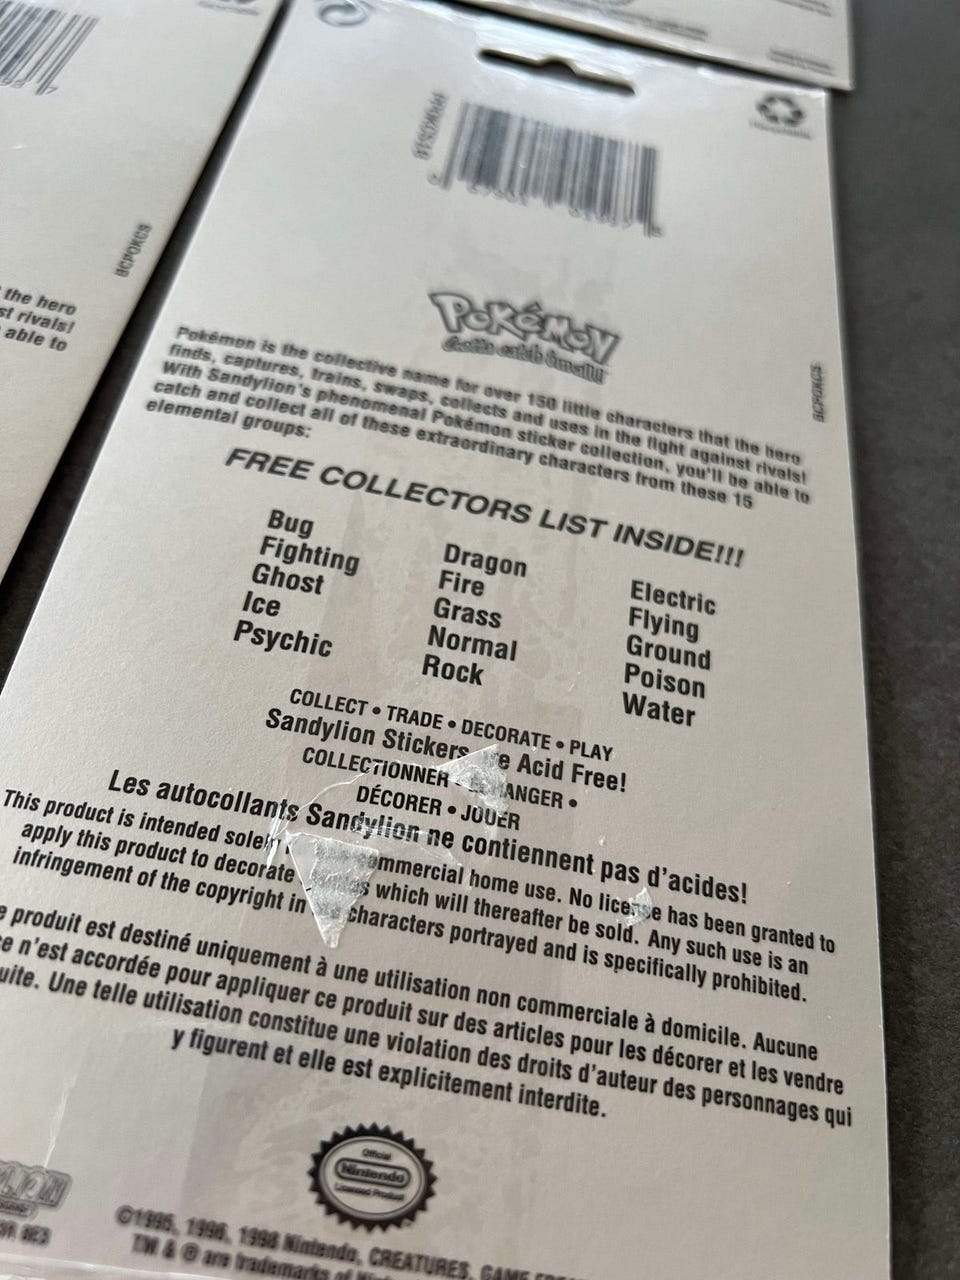 BCPOKCS
the hero
st rivals!
able to
Recyclable
POKéMON
Gotta catch 'em all!
BCPOKCS
Pokémon is the collective name for over 150 little characters that the hero
finds, captures, trains, swaps, collects and uses in the fight against rivals!
With Sandylion's phenomenal Pokémon sticker collection, you'll be able to
catch and collect all of these extraordinary characters from these 15
elemental groups:
FREE COLLECTORS LIST INSIDE!!!
Bug Dragon Electric
Fighting Fire Flying
Ghost Grass Ground
Ice Normal Poison
Psychic Rock Water
COLLECT • TRADE • DECORATE • PLAY
Sandylion Stickers e Acid Free!
COLLECTIONNER ANGER •
DÉCORER • JOUER
Les autocollants Sandylion ne contiennent pas d'acides!
This product is intended commercial home use. No license has been granted to
apply this product to decorate which will thereafter be sold. Any such use is an
infringement of the copyright in characters portrayed and is specifically prohibited.
produit est destiné uniquement à une utilisation non commerciale à domicile. Aucune
n'est accordée pour appliquer ce produit sur des articles pour les décorer et les vendre
uite. Une telle utilisation constitue une violation des droits d'auteur des personnages qui
y figurent et elle est explicitement interdite.
Official
Nintendo
Licensed Product
©1995, 1996, 1998 Nintendo, CREATURES, GAME
TM & ® are trademarks of